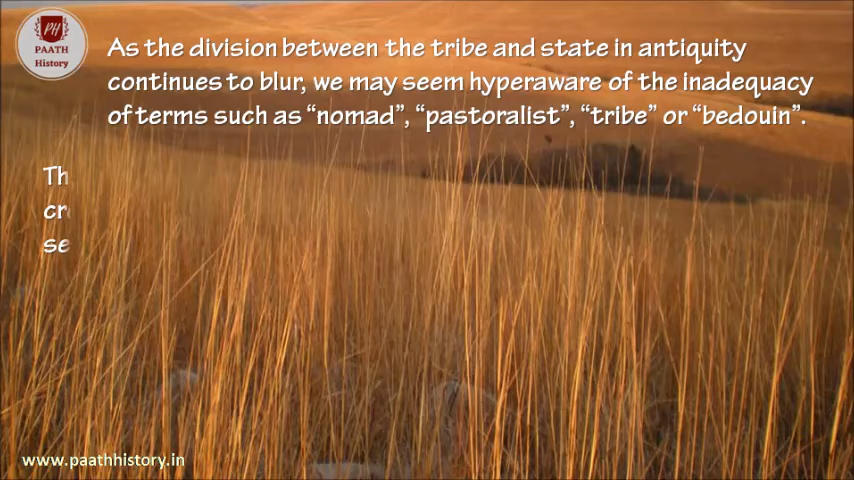 PH
PAATH
History
As the division between the tribe and state in antiquity
continues to blur, we may seem hyperaware of the inadequacy
of terms such as “nomad”, “pastoralist”, “tribe” or “bedouin”.
www.paathhistory.in